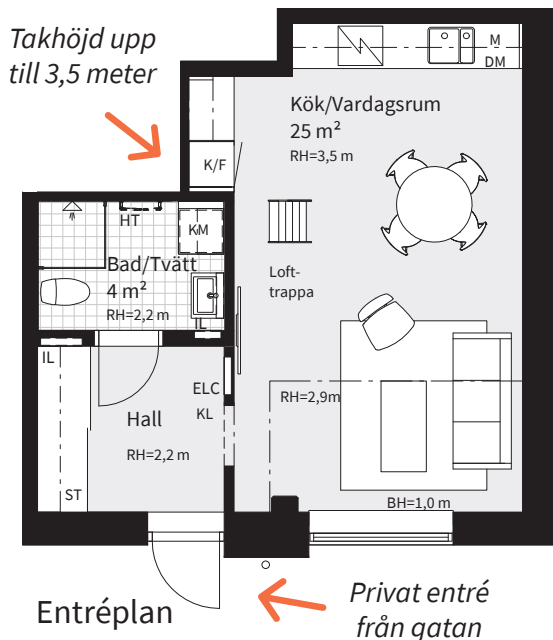 Takhöjd upp
till 3,5 meter
M
DM
Kök/Vardagsrum
25 m²
RH=3,5 m
K/F
HT
KM
Bad/Tvätt
4 m²
RH=2,2 m
IL
Loft-
trappa
IL
ELC
KL
Hall
RH=2,2 m
RH=2,9m
ST
BH=1,0 m
Entréplan
Privat entré
från gatan